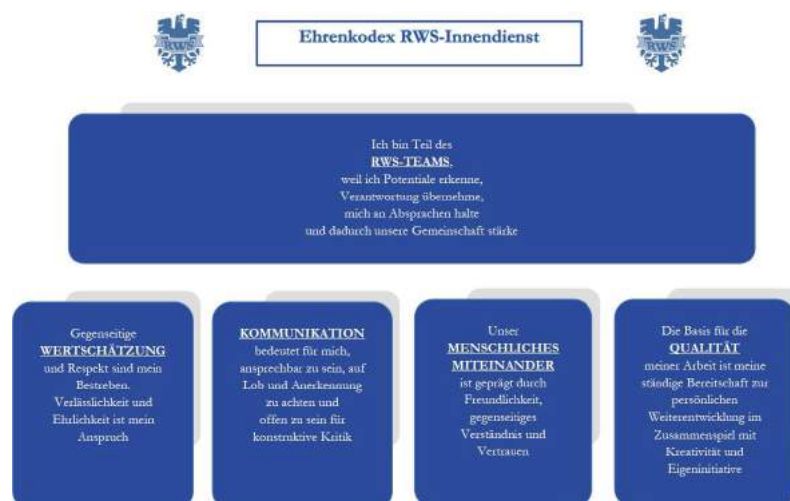 RWS
Ehrenkodex RWS-Innendienst
RWS
Ich bin Teil des
RWS-TEAMS,
weil ich Potentiale erkenne,
Verantwortung übernehme,
mich an Absprachen halte
und dadurch unsere Gemeinschaft stärke
Gegenseitige
WERTSCHÄTZUNG
und Respekt sind mein
Bestreben.
Verlässlichkeit und
Ehrlichkeit ist mein
Anspruch
KOMMUNIKATION
bedeutet für mich,
ansprechbar zu sein, auf
Lob und Anerkennung
zu achten und
offen zu sein für
konstruktive Kritik
Unser
MENSCHLICHES
MITEINANDER
ist geprägt durch
Freundlichkeit,
gegenseitiges
Verständnis und
Vertrauen
Die Basis für die
QUALITÄT
meiner Arbeit ist meine
ständige Bereitschaft zur
persönlichen
Weiterentwicklung im
Zusammenspiel mit
Kreativität und
Eigeninitiative